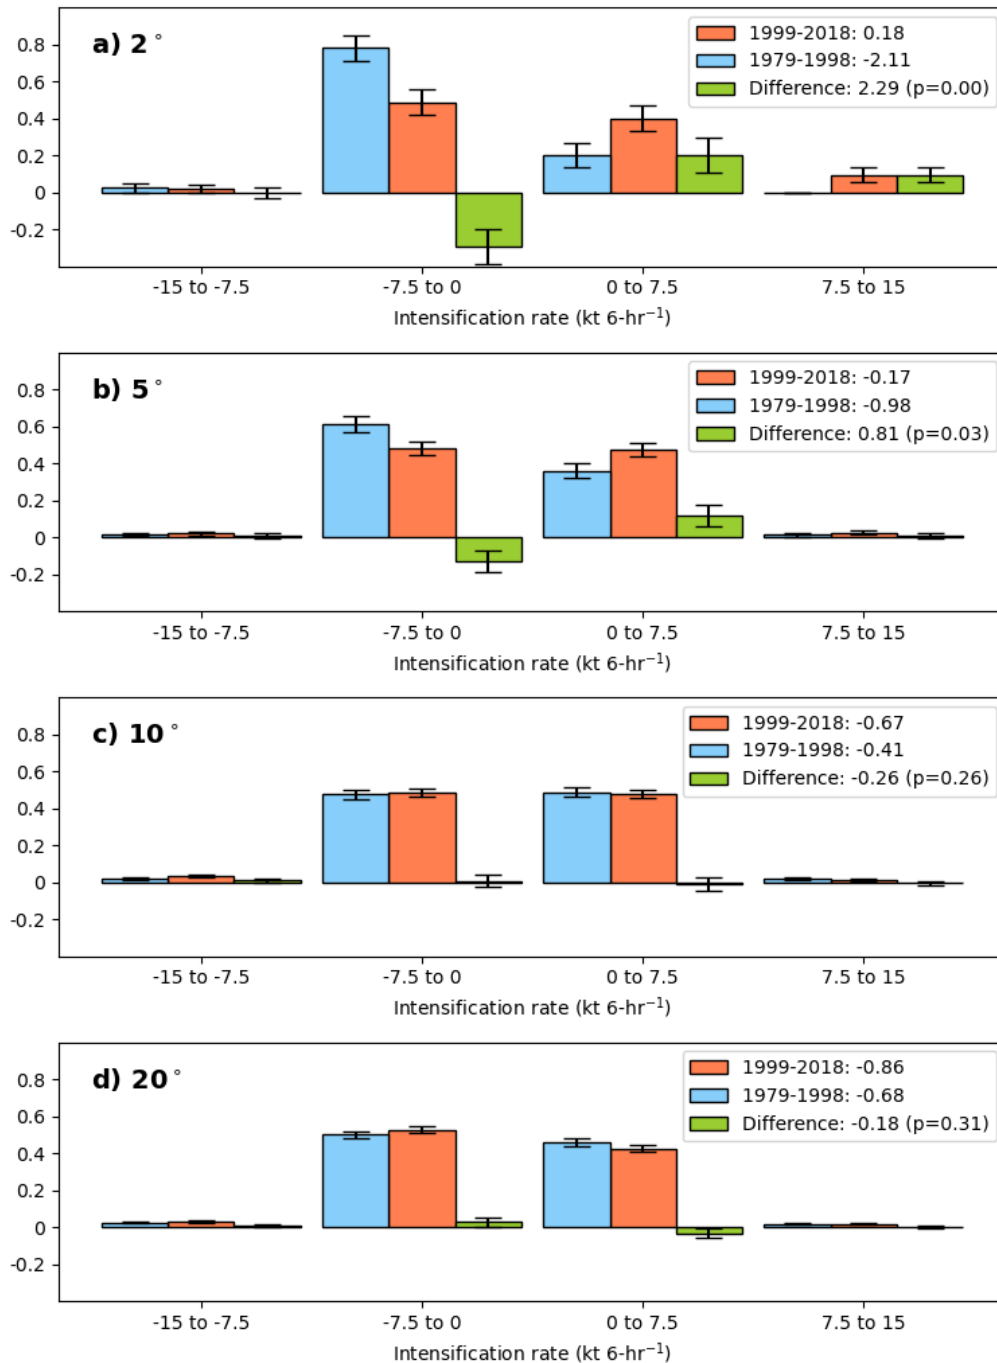 a) 2°
1999-2018: 0.18
1979-1998: -2.11
Difference: 2.29 (p=0.00)
0.8
0.6
0.4
0.2
0
-0.2
-15 to -7.5
-7.5 to 0
0 to 7.5
7.5 to 15
Intensification rate (kt 6-hr⁻¹)
b) 5°
1999-2018: -0.17
1979-1998: -0.98
Difference: 0.81 (p=0.03)
0.8
0.6
0.4
0.2
0
-0.2
-15 to -7.5
-7.5 to 0
0 to 7.5
7.5 to 15
Intensification rate (kt 6-hr⁻¹)
c) 10°
1999-2018: -0.67
1979-1998: -0.41
Difference: -0.26 (p=0.26)
0.8
0.6
0.4
0.2
0
-0.2
-15 to -7.5
-7.5 to 0
0 to 7.5
7.5 to 15
Intensification rate (kt 6-hr⁻¹)
d) 20°
1999-2018: -0.86
1979-1998: -0.68
Difference: -0.18 (p=0.31)
0.8
0.6
0.4
0.2
0
-0.2
-15 to -7.5
-7.5 to 0
0 to 7.5
7.5 to 15
Intensification rate (kt 6-hr⁻¹)